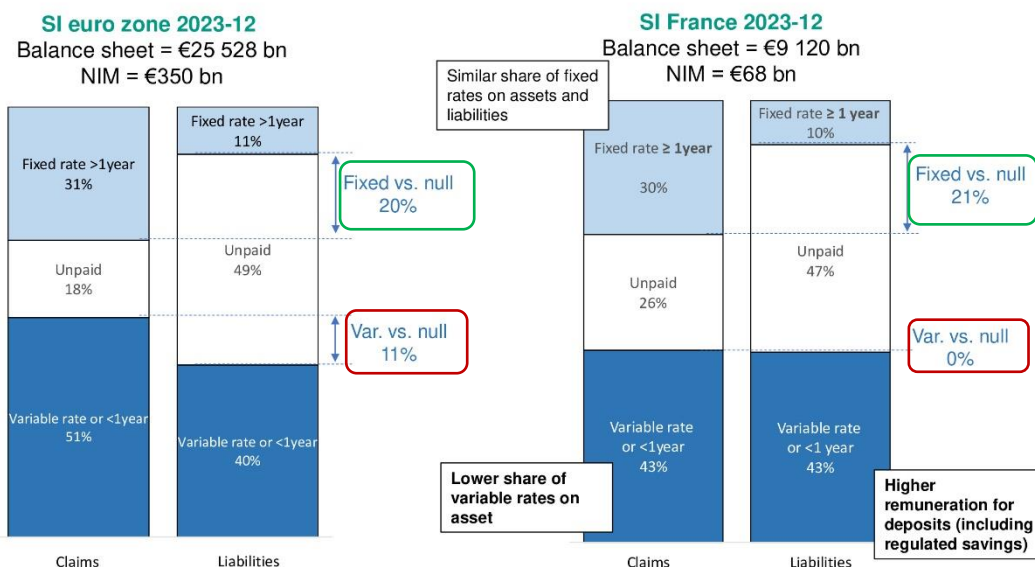 SI euro zone 2023-12
Balance sheet = €25 528 bn
NIM = €350 bn
Fixed rate >1year
31%
Unpaid
18%
Variable rate or <1year
51%
Claims
Fixed rate >1year
11%
Unpaid
49%
Variable rate or <1year
40%
Liabilities
Fixed vs. null
20%
Var. vs. null
11%
SI France 2023-12
Balance sheet = €9 120 bn
NIM = €68 bn
Similar share of fixed
rates on assets and
liabilities
Fixed rate ≥ 1year
30%
Unpaid
26%
Variable rate
or <1year
43%
Claims
Fixed rate ≥ 1 year
10%
Unpaid
47%
Variable rate
or <1 year
43%
Liabilities
Fixed vs. null
21%
Var. vs. null
0%
Lower share of
variable rates on
asset
Higher
remuneration for
deposits (including
regulated savings)